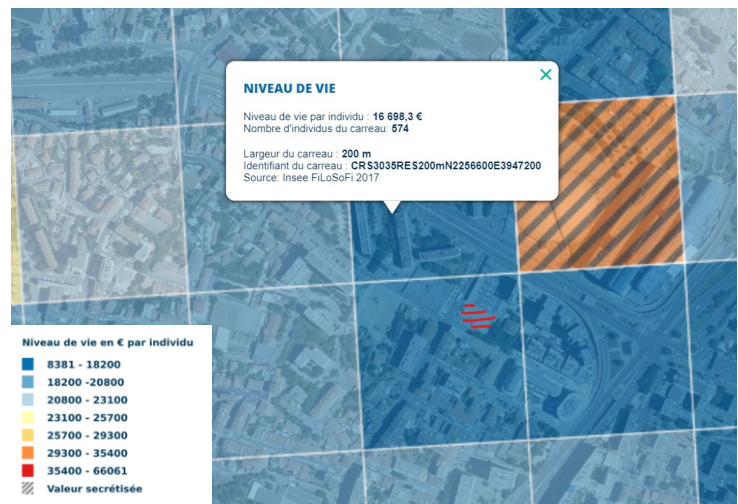 NIVEAU DE VIE
Niveau de vie par individu : 16 698,3 €
Nombre d'individus du carreau: 574
Largeur du carreau : 200 m
Identifiant du carreau : CRS3035RES200mN2256600E3947200
Source: Insee FiLoSoFi 2017
Niveau de vie en € par individu
8381 - 18200
18200 -20800
20800 - 23100
23100 - 25700
25700 - 29300
29300 - 35400
35400 - 66061
Valeur secrétisée